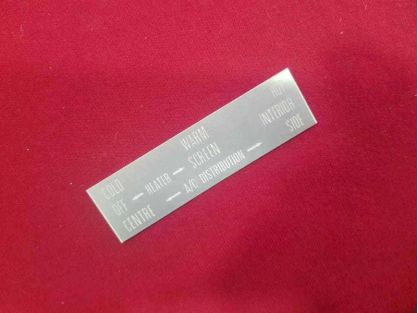 COLD WARM HOT
OFF ← HEATER → SCREEN INTERIOR
CENTRE ← A/C DISTRIBUTION → SIDE